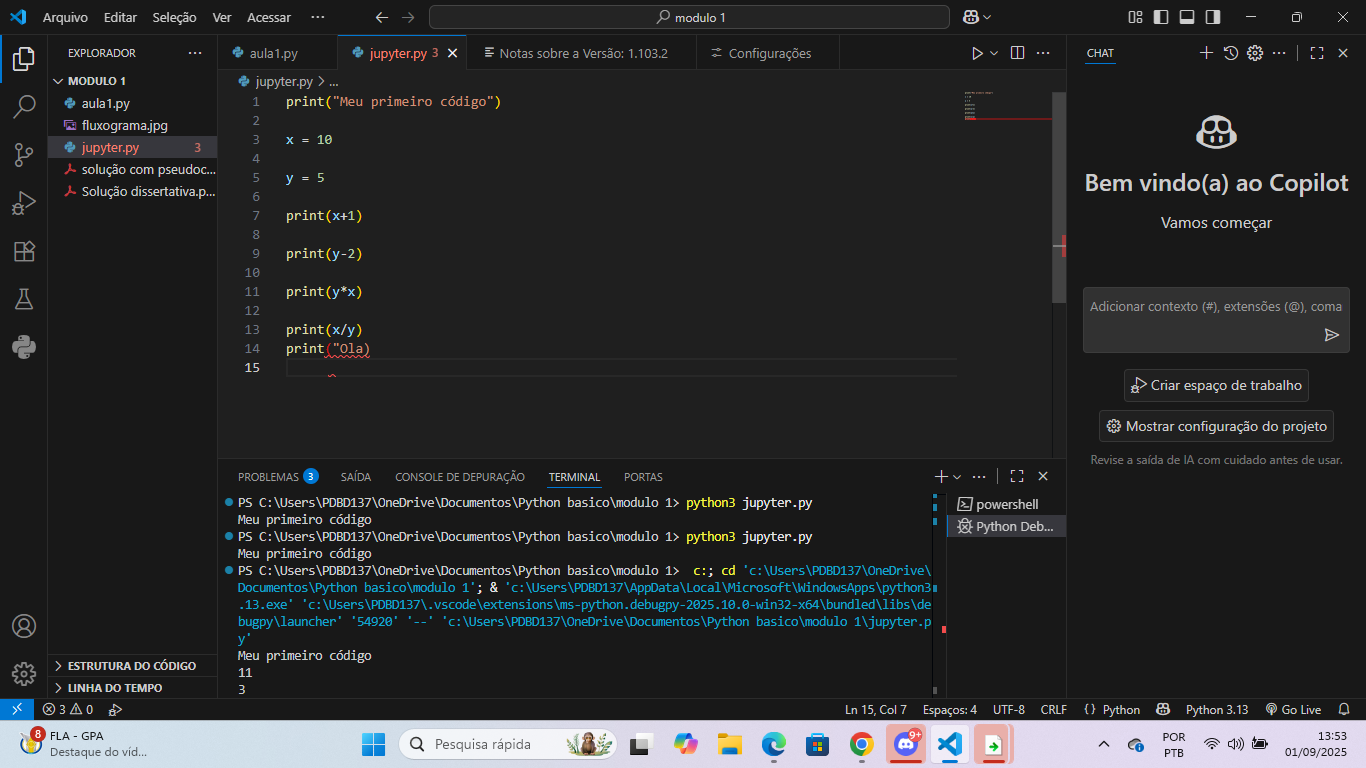 Arquivo Editar Seleção Ver Acessar ··· modulo 1
EXPLORADOR ···
MODULO 1
aula1.py
fluxograma.jpg
jupyter.py 3
solução com pseudoc...
Solução dissertativa.p...
ESTRUTURA DO CÓDIGO
LINHA DO TEMPO
aula1.py jupyter.py 3 Notas sobre a Versão: 1.103.2 Configurações
jupyter.py > ...
1 print("Meu primeiro código")
2
3 x = 10
4
5 y = 5
6
7 print(x+1)
8
9 print(y-2)
10
11 print(y*x)
12
13 print(x/y)
14 print("Ola)
15
PROBLEMAS 3 SAÍDA CONSOLE DE DEPURAÇÃO TERMINAL PORTAS
PS C:\Users\PDBD137\OneDrive\Documentos\Python basico\modulo 1> python3 jupyter.py
Meu primeiro código
PS C:\Users\PDBD137\OneDrive\Documentos\Python basico\modulo 1> python3 jupyter.py
Meu primeiro código
PS C:\Users\PDBD137\OneDrive\Documentos\Python basico\modulo 1>  c:; cd 'c:\Users\PDBD137\OneDrive\
Documentos\Python basico\modulo 1'; & 'c:\Users\PDBD137\AppData\Local\Microsoft\WindowsApps\python3
.13.exe' 'c:\Users\PDBD137\.vscode\extensions\ms-python.debugpy-2025.10.0-win32-x64\bundled\libs\de
bugpy\launcher' '54920' '--' 'c:\Users\PDBD137\OneDrive\Documentos\Python basico\modulo 1\jupyter.p
y'
Meu primeiro código
11
3
powershell
Python Deb...
CHAT
Bem vindo(a) ao Copilot
Vamos começar
Adicionar contexto (#), extensões (@), coma
Criar espaço de trabalho
Mostrar configuração do projeto
Revise a saída de IA com cuidado antes de usar.
3 0 Ln 15, Col 7 Espaços: 4 UTF-8 CRLF {} Python Python 3.13 Go Live
8 FLA - GPA
Destaque do víd...
Pesquisa rápida
9+
POR
PTB
13:53
01/09/2025